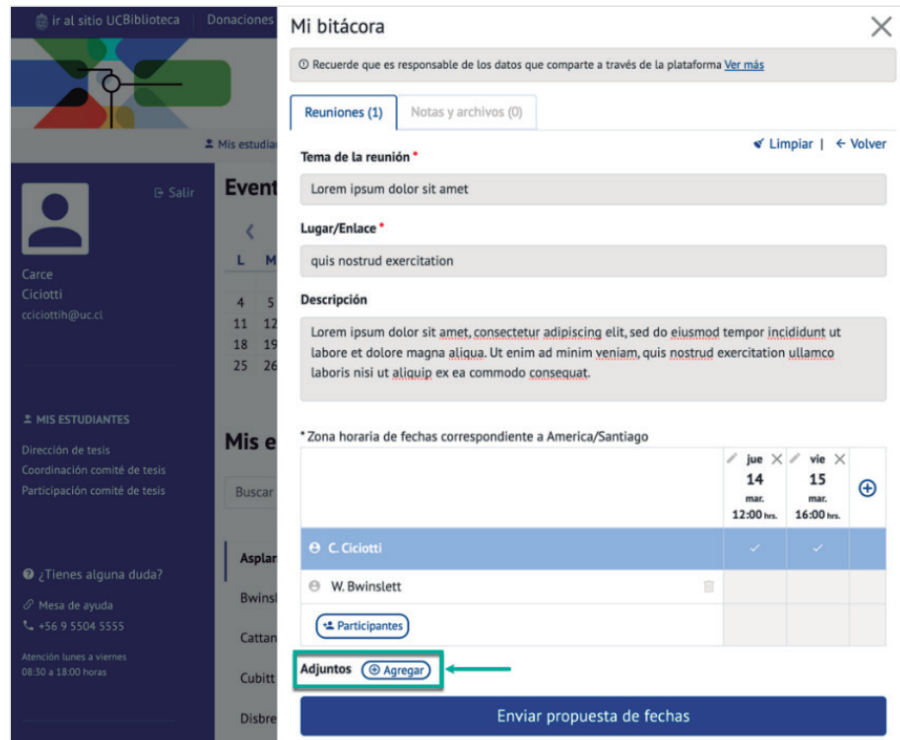 ir al sitio UCBiblioteca
Donaciones
Mis estudia
Salir
Carce
Ciciotti
cciciottih@uc.cl
MIS ESTUDIANTES
Dirección de tesis
Coordinación comité de tesis
Participación comité de tesis
¿Tienes alguna duda?
Mesa de ayuda
+56 9 5504 5555
Atención lunes a viernes
08:30 a 18:00 horas
Event
L M
4 5
11 12
18 19
25 26
Mis e
Buscar
Asplan
Bwinsl
Cattan
Cubitt
Disbre
Mi bitácora
Recuerde que es responsable de los datos que comparte a través de la plataforma Ver más
Reuniones (1) Notas y archivos (0)
Limpiar | ← Volver
Tema de la reunión *
Lorem ipsum dolor sit amet
Lugar/Enlace *
quis nostrud exercitation
Descripción
Lorem ipsum dolor sit amet, consectetur adipiscing elit, sed do eiusmod tempor incididunt ut
labore et dolore magna aliqua. Ut enim ad minim veniam, quis nostrud exercitation ullamco
laboris nisi ut aliquip ex ea commodo consequat.
* Zona horaria de fechas correspondiente a America/Santiago
jue vie
14 15
mar. mar.
12:00 hrs. 16:00 hrs.
C. Ciciotti
W. Bwinslett
Participantes
Adjuntos Agregar
Enviar propuesta de fechas